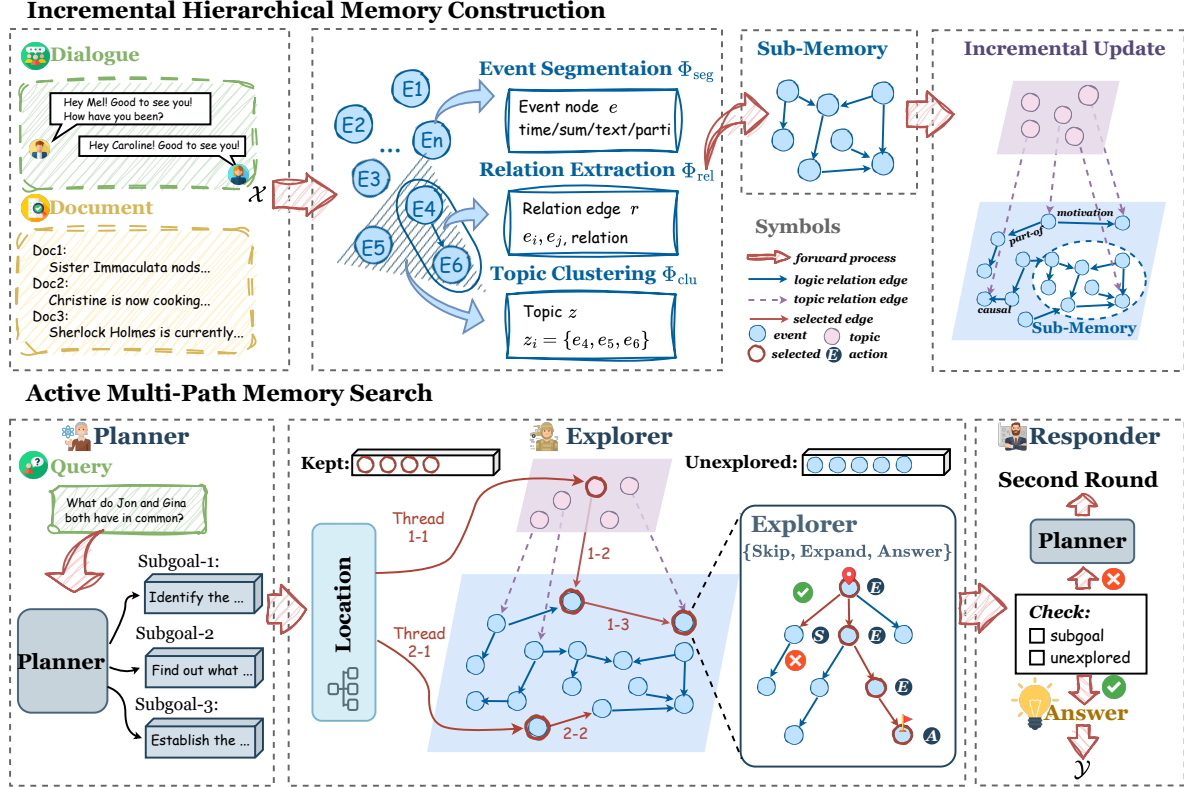 Incremental Hierarchical Memory Construction
Dialogue
Hey Mel! Good to see you!
How have you been?
Hey Caroline! Good to see you!
𝒳
Document
Doc1:
Sister Immaculata nods...
Doc2:
Christine is now cooking...
Doc3:
Sherlock Holmes is currently...
E1
E2
...
En
E3
E4
E5
E6
Event Segmentaion Φseg
Event node e
time/sum/text/parti
Relation Extraction Φrel
Relation edge r
e_i, e_j, relation
Topic Clustering Φclu
Topic z
z_i = {e_4, e_5, e_6}
Sub-Memory
Symbols
forward process
logic relation edge
topic relation edge
selected edge
event
topic
selected
E action
Incremental Update
motivation
part-of
causal
Sub-Memory
Active Multi-Path Memory Search
Planner
Query
What do Jon and Gina
both have in common?
Planner
Subgoal-1:
Identify the ...
Subgoal-2
Find out what ...
Subgoal-3:
Establish the ...
Explorer
Kept:
Unexplored:
Location
Thread
1-1
1-2
1-3
Thread
2-1
2-2
Explorer
{Skip, Expand, Answer}
E
S
E
E
A
Responder
Second Round
Planner
Check:
subgoal
unexplored
Answer
𝒴